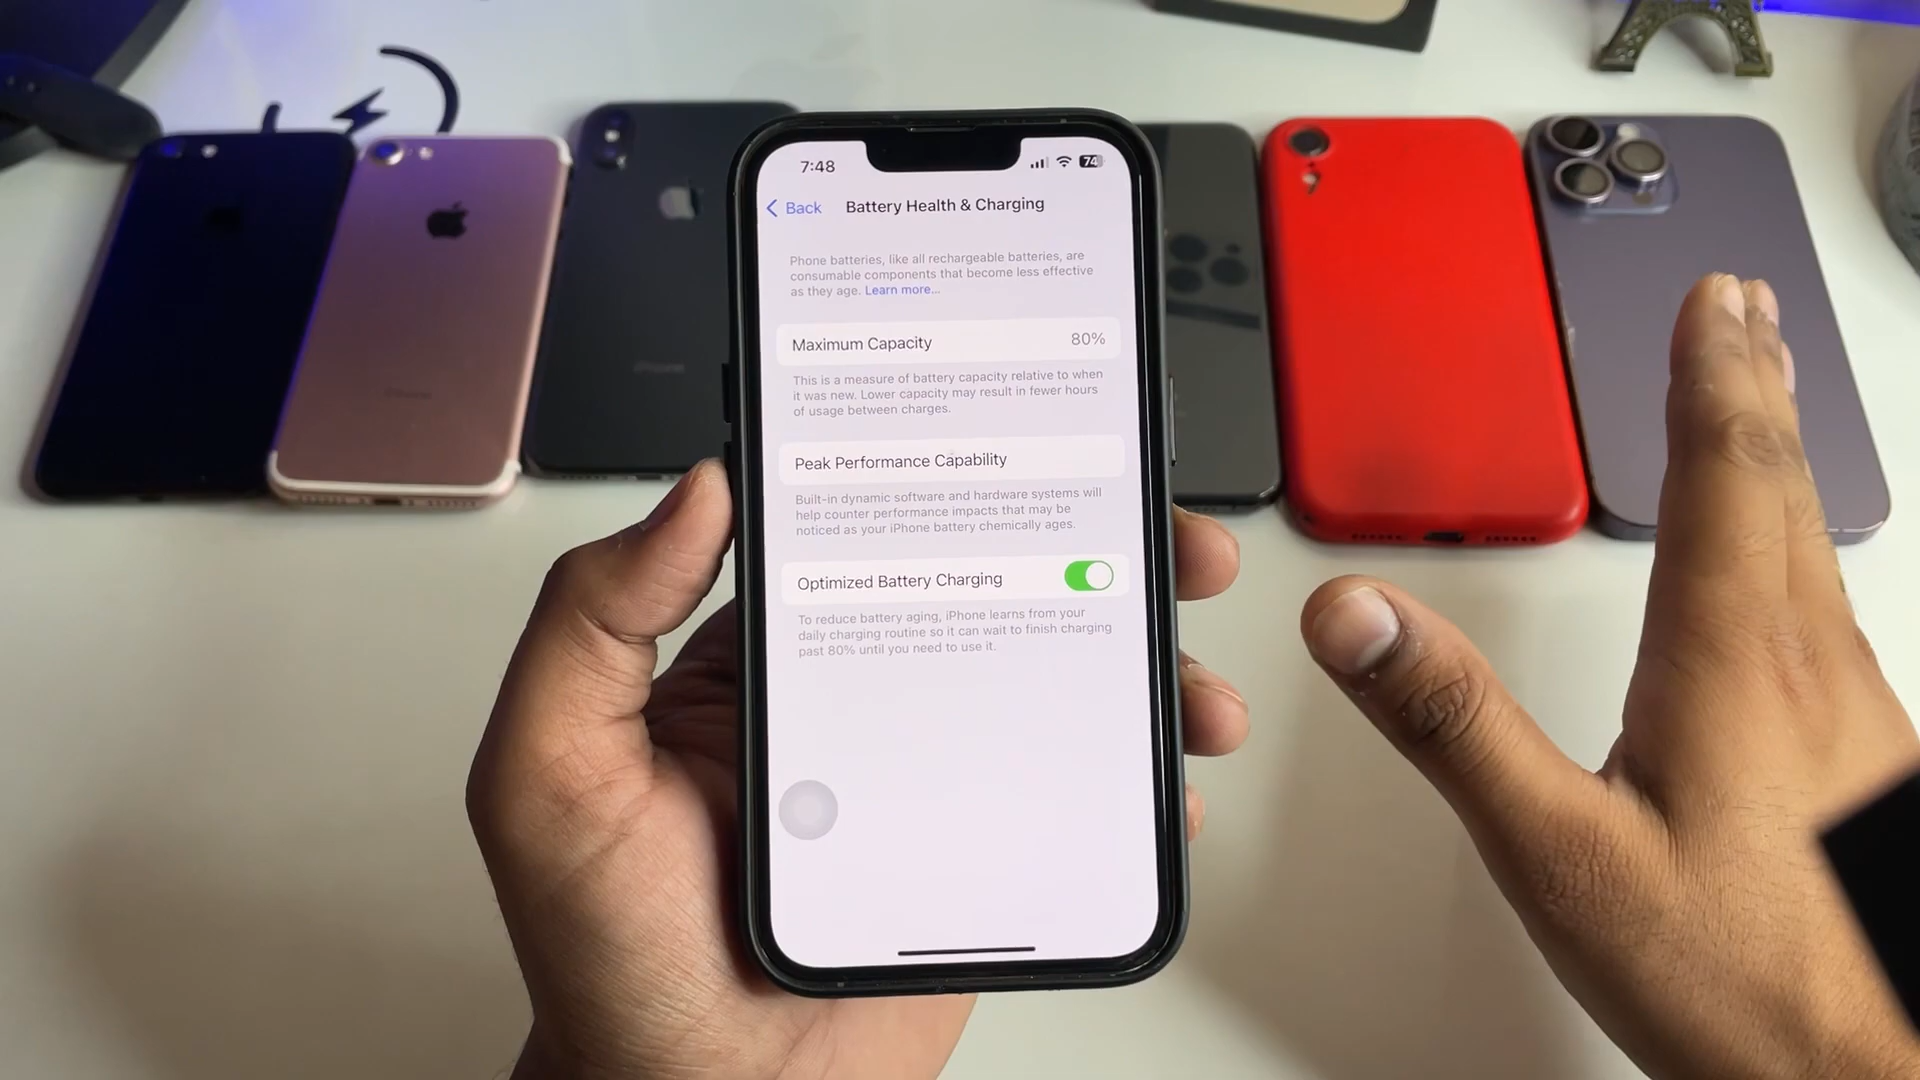 7:48
74
Back
Battery Health & Charging
Phone batteries, like all rechargeable batteries, are
consumable components that become less effective
as they age. Learn more...
Maximum Capacity 80%
This is a measure of battery capacity relative to when
it was new. Lower capacity may result in fewer hours
of usage between charges.
Peak Performance Capability
Built-in dynamic software and hardware systems will
help counter performance impacts that may be
noticed as your iPhone battery chemically ages.
Optimized Battery Charging
To reduce battery aging, iPhone learns from your
daily charging routine so it can wait to finish charging
past 80% until you need to use it.
iPhone
iPhone